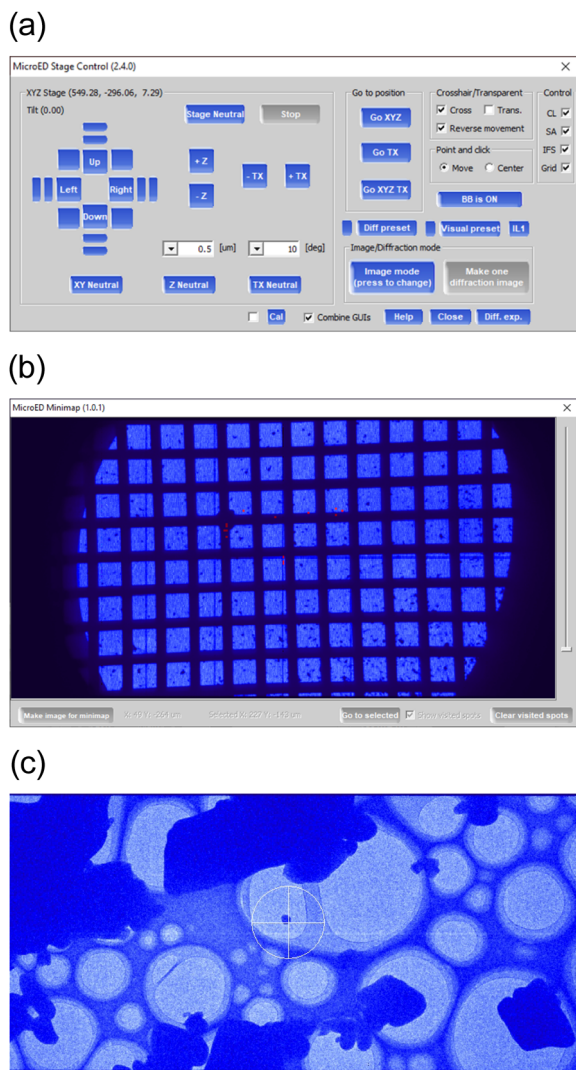 (a)
MicroED Stage Control (2.4.0)
XYZ Stage (549.28, -296.06, 7.29)
Tilt (0.00)
Stage Neutral
Stop
Up
Left
Right
Down
+ Z
- Z
- TX
+ TX
0.5 [um]
10 [deg]
XY Neutral
Z Neutral
TX Neutral
Go to position
Go XYZ
Go TX
Go XYZ TX
Crosshair/Transparent
Cross
Trans.
Reverse movement
Point and click
Move
Center
Control
CL
SA
IFS
Grid
BB is ON
Diff preset
Visual preset
IL1
Image/Diffraction mode
Image mode
(press to change)
Make one
diffraction image
Cal
Combine GUIs
Help
Close
Diff. exp.
(b)
MicroED Minimap (1.0.1)
Make image for minimap
Go to selected
Show visited spots
Clear visited spots
(c)